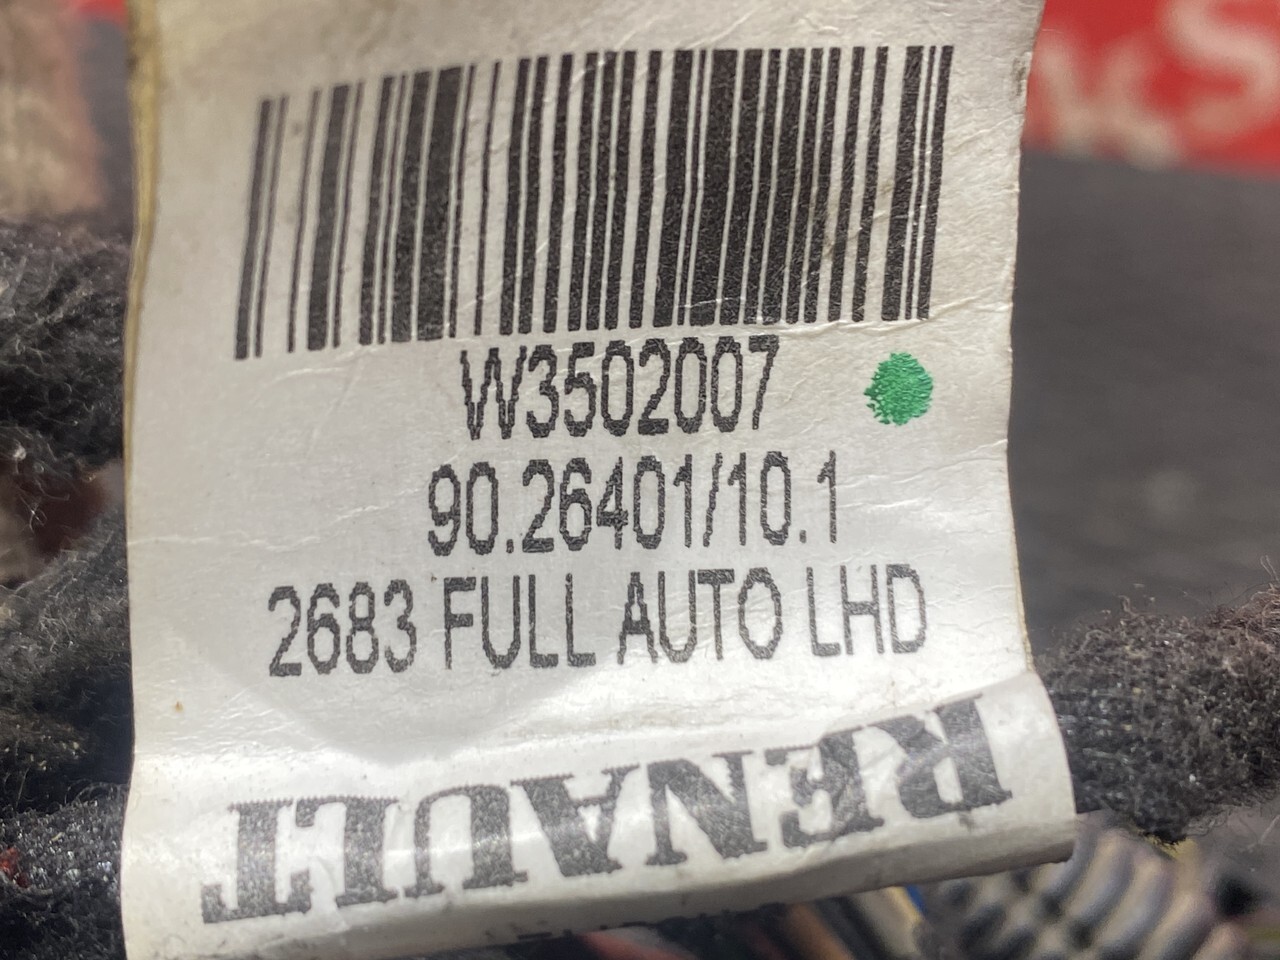 W3502007
90.26401/10.1
2683 FULL AUTO LHD
RENAULT